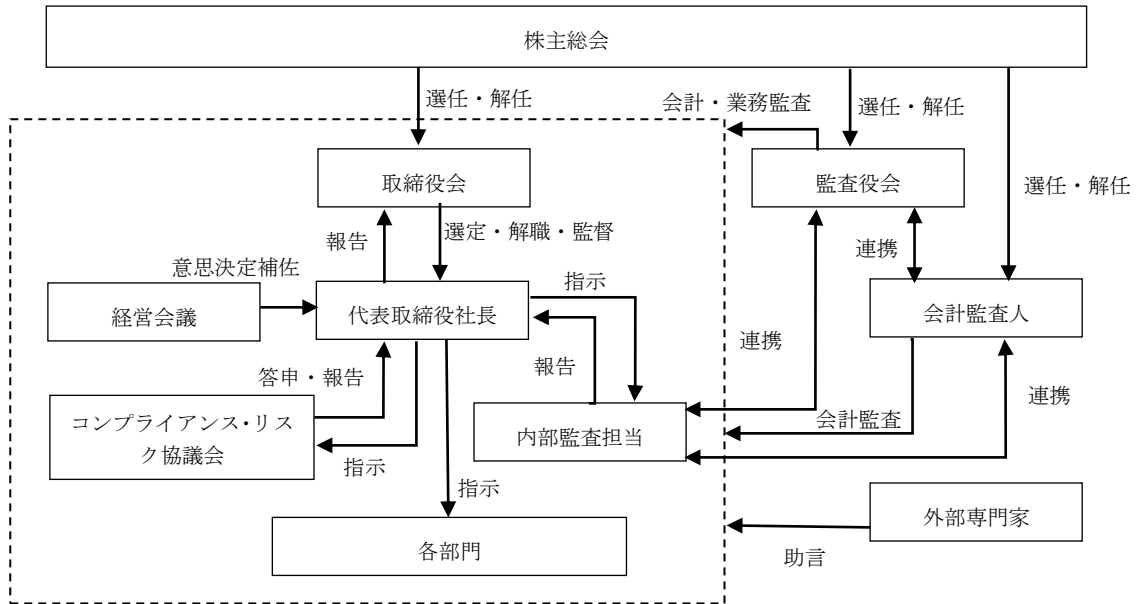 株主総会
選任・解任
会計・業務監査
選任・解任
取締役会
監査役会
選任・解任
報告
選定・解職・監督
連携
意思決定補佐
指示
経営会議
代表取締役社長
会計監査人
連携
答申・報告
報告
連携
コンプライアンス・リス
ク協議会
内部監査担当
会計監査
指示
指示
外部専門家
各部門
助言